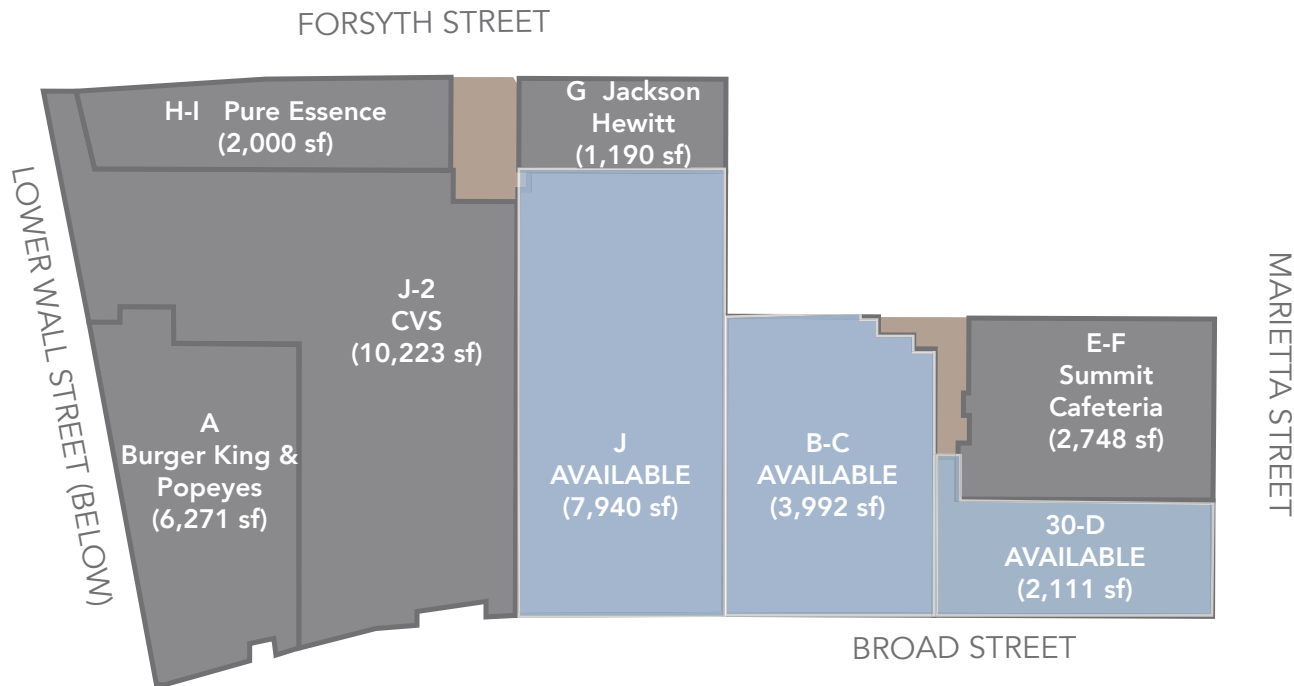 FORSYTH STREET
H-I Pure Essence
(2,000 sf)
G Jackson
Hewitt
(1,190 sf)
LOWER WALL STREET (BELOW)
J-2
CVS
(10,223 sf)
A
Burger King &
Popeyes
(6,271 sf)
J
AVAILABLE
(7,940 sf)
B-C
AVAILABLE
(3,992 sf)
E-F
Summit
Cafeteria
(2,748 sf)
30-D
AVAILABLE
(2,111 sf)
MARIETTA STREET
BROAD STREET